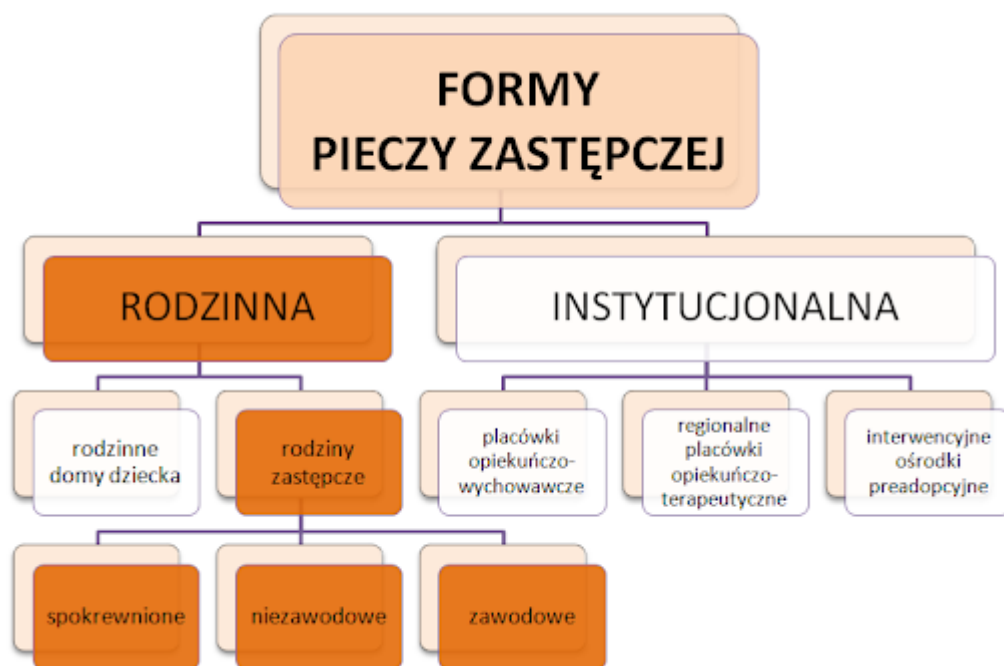 FORMY
PIECZY ZASTĘPCZEJ
RODZINNA
INSTYTUCJONALNA
rodzinne
domy dziecka
rodziny
zastępcze
placówki
opiekuńczo-
wychowawcze
regionalne
placówki
opiekuńczo-
terapeutyczne
interwencyjne
ośrodki
preadopcyjne
spokrewnione
niezawodowe
zawodowe